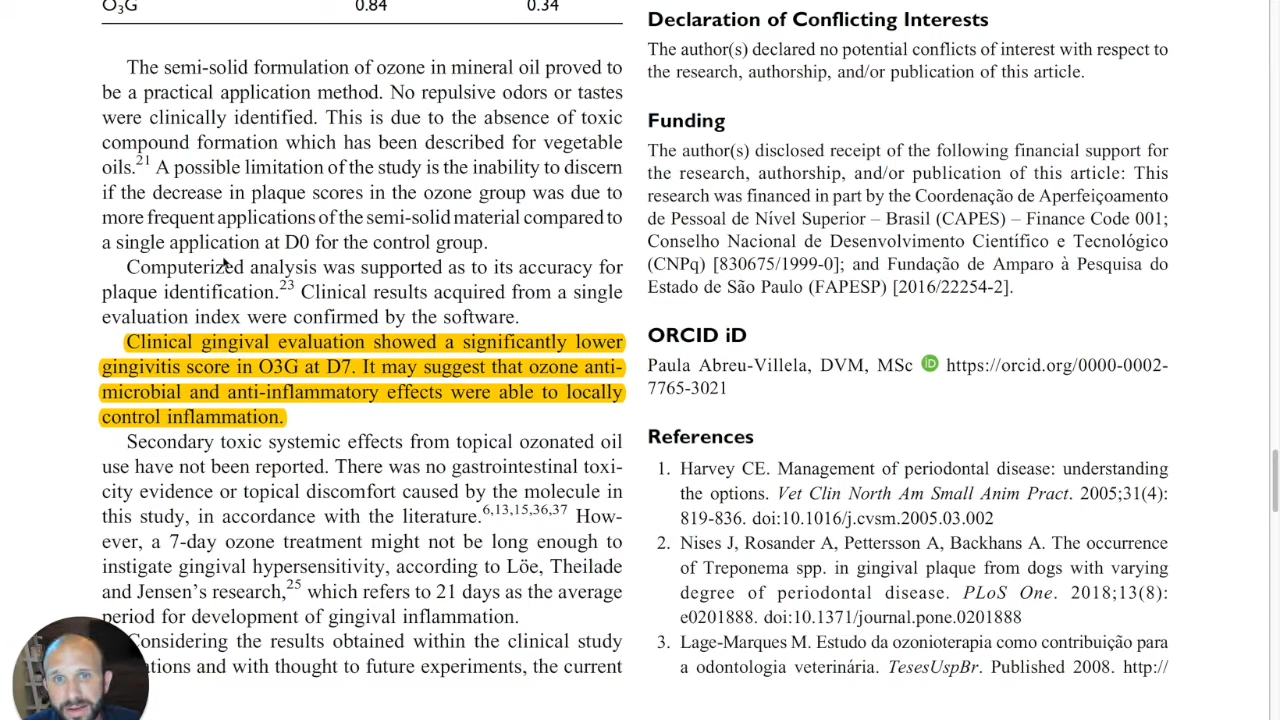 O3G 0.84 0.34
The semi-solid formulation of ozone in mineral oil proved to
be a practical application method. No repulsive odors or tastes
were clinically identified. This is due to the absence of toxic
compound formation which has been described for vegetable
oils.21 A possible limitation of the study is the inability to discern
if the decrease in plaque scores in the ozone group was due to
more frequent applications of the semi-solid material compared to
a single application at D0 for the control group.
Computerized analysis was supported as to its accuracy for
plaque identification.23 Clinical results acquired from a single
evaluation index were confirmed by the software.
Clinical gingival evaluation showed a significantly lower
gingivitis score in O3G at D7. It may suggest that ozone anti-
microbial and anti-inflammatory effects were able to locally
control inflammation.
Secondary toxic systemic effects from topical ozonated oil
use have not been reported. There was no gastrointestinal toxi-
city evidence or topical discomfort caused by the molecule in
this study, in accordance with the literature.6,13,15,36,37 How-
ever, a 7-day ozone treatment might not be long enough to
instigate gingival hypersensitivity, according to Löe, Theilade
and Jensen's research,25 which refers to 21 days as the average
period for development of gingival inflammation.
Considering the results obtained within the clinical study
and with thought to future experiments, the current
Declaration of Conflicting Interests
The author(s) declared no potential conflicts of interest with respect to
the research, authorship, and/or publication of this article.
Funding
The author(s) disclosed receipt of the following financial support for
the research, authorship, and/or publication of this article: This
research was financed in part by the Coordenação de Aperfeiçoamento
de Pessoal de Nível Superior – Brasil (CAPES) – Finance Code 001;
Conselho Nacional de Desenvolvimento Científico e Tecnológico
(CNPq) [830675/1999-0]; and Fundação de Amparo à Pesquisa do
Estado de São Paulo (FAPESP) [2016/22254-2].
ORCID iD
Paula Abreu-Villela, DVM, MSc iD https://orcid.org/0000-0002-
7765-3021
References
1. Harvey CE. Management of periodontal disease: understanding
the options. Vet Clin North Am Small Anim Pract. 2005;31(4):
819-836. doi:10.1016/j.cvsm.2005.03.002
2. Nises J, Rosander A, Pettersson A, Backhans A. The occurrence
of Treponema spp. in gingival plaque from dogs with varying
degree of periodontal disease. PLoS One. 2018;13(8):
e0201888. doi:10.1371/journal.pone.0201888
3. Lage-Marques M. Estudo da ozonioterapia como contribuição para
a odontologia veterinária. TesesUspBr. Published 2008. http://